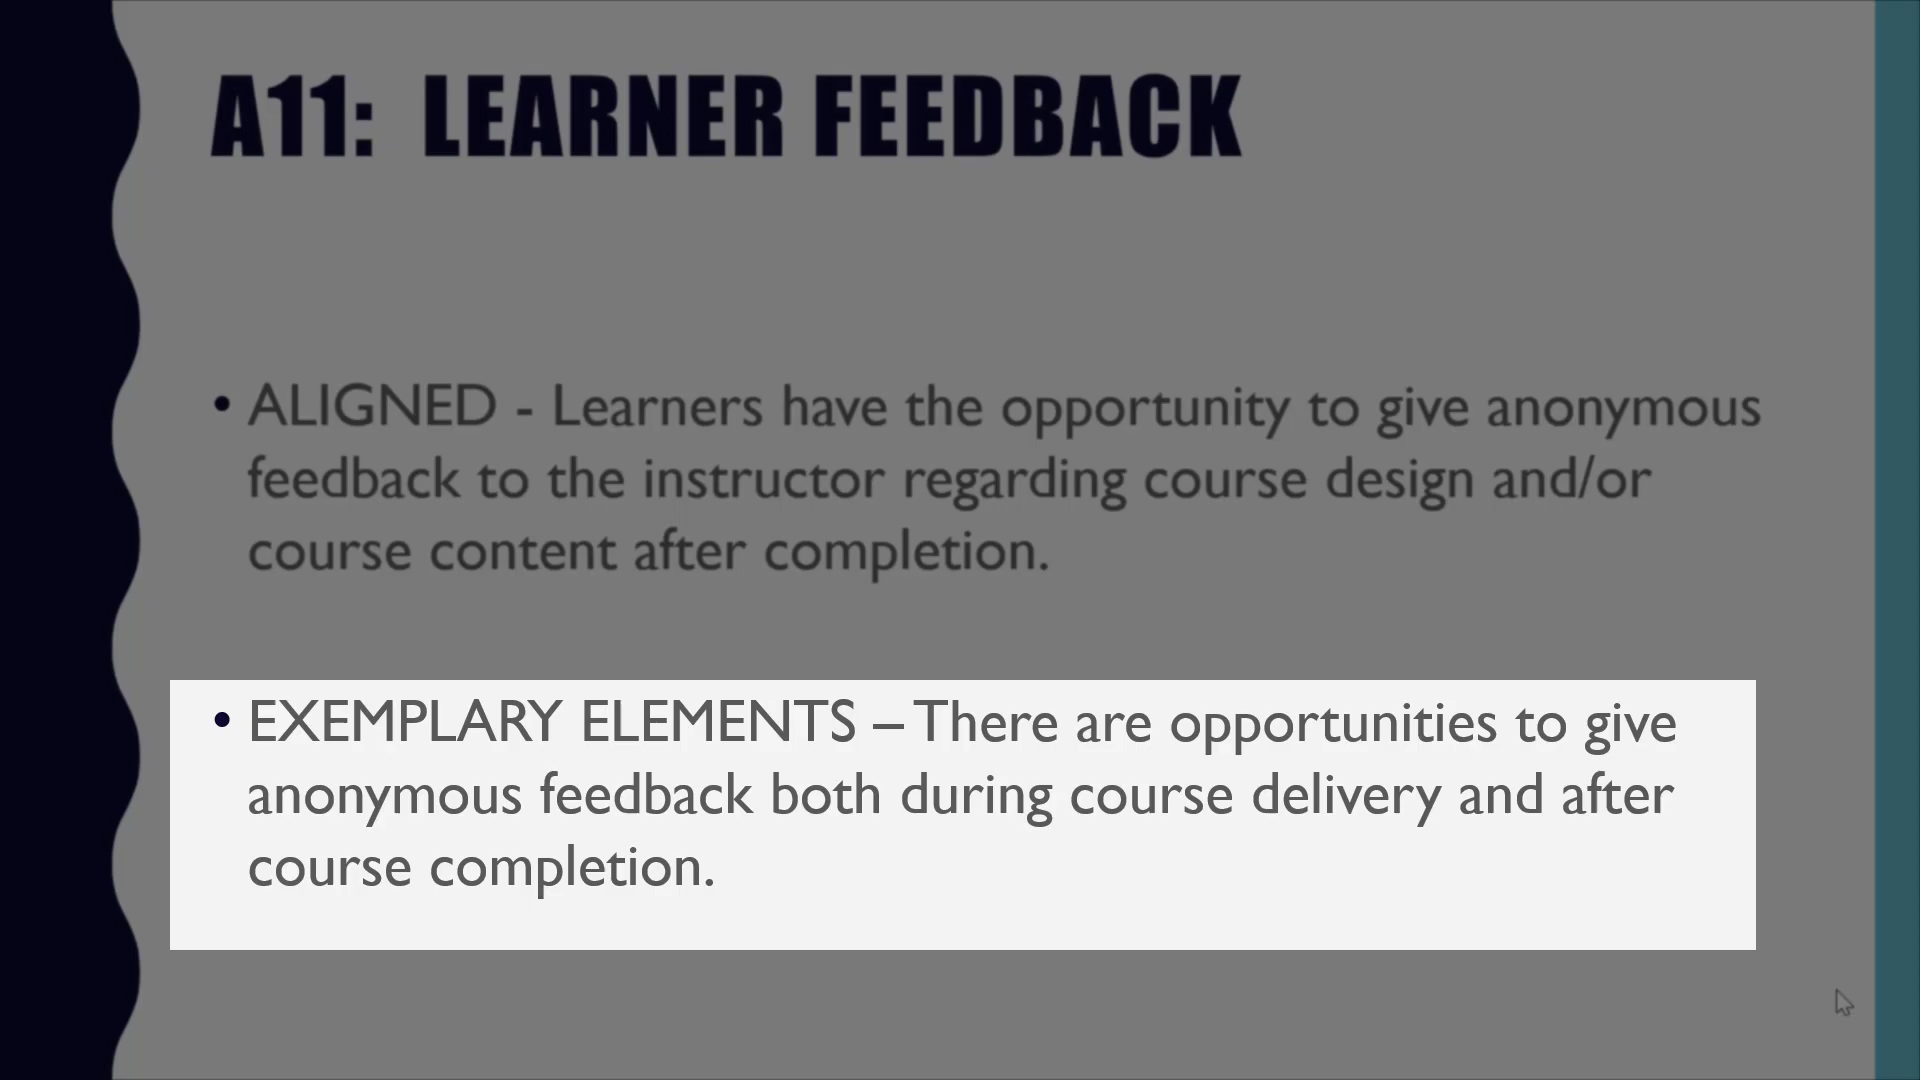 A11: LEARNER FEEDBACK
• ALIGNED - Learners have the opportunity to give anonymous
feedback to the instructor regarding course design and/or
course content after completion.
• EXEMPLARY ELEMENTS – There are opportunities to give
anonymous feedback both during course delivery and after
course completion.